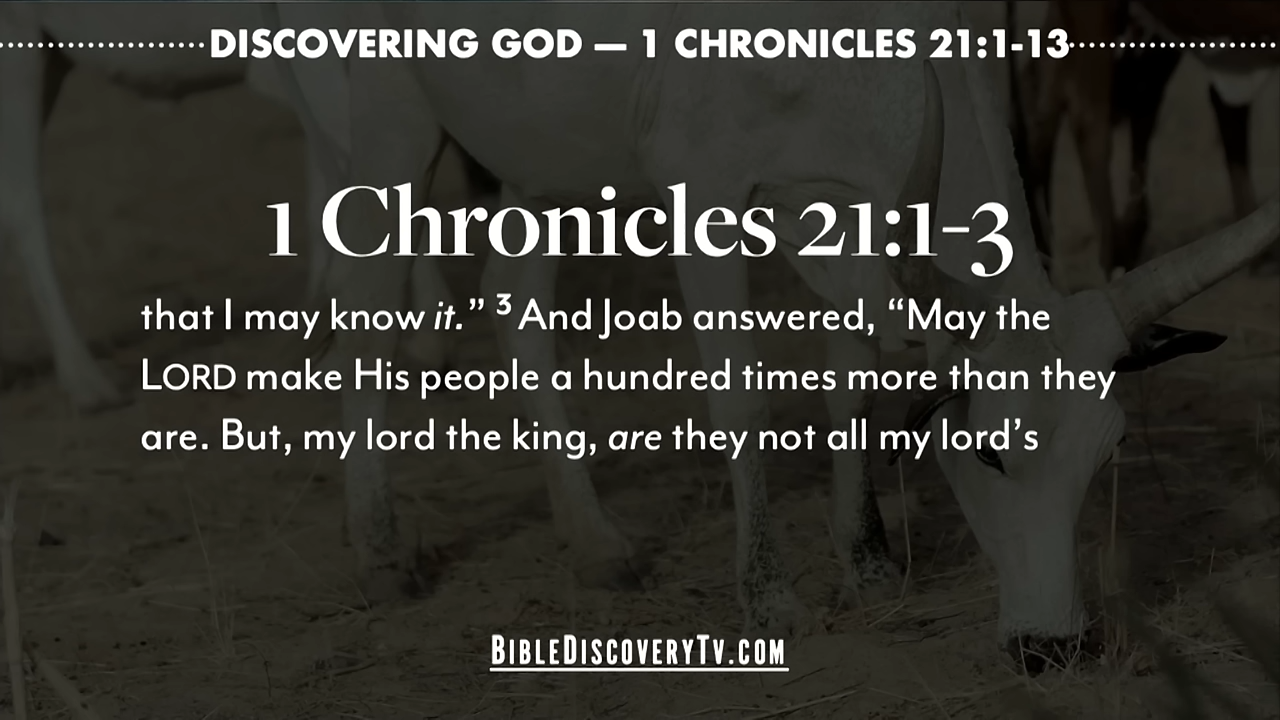 DISCOVERING GOD — 1 CHRONICLES 21:1-13
1 Chronicles 21:1-3
that I may know it.” ³ And Joab answered, “May the
LORD make His people a hundred times more than they
are. But, my lord the king, are they not all my lord’s
BIBLEDISCOVERYTV.COM